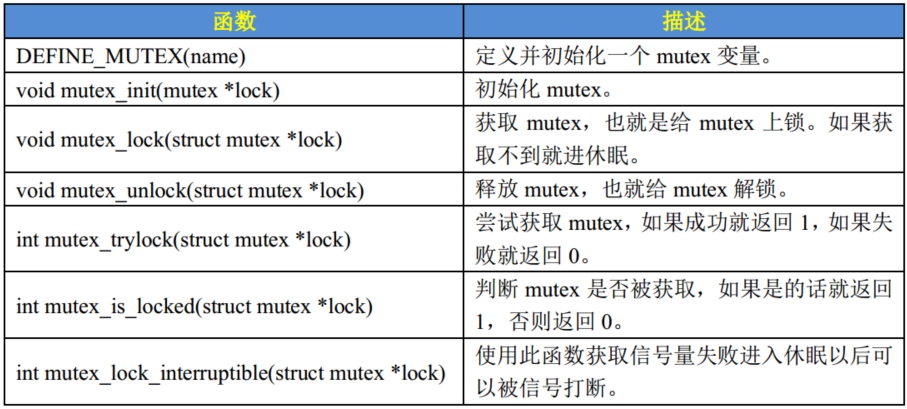 函数 描述
DEFINE_MUTEX(name) 定义并初始化一个 mutex 变量。
void mutex_init(mutex *lock) 初始化 mutex。
void mutex_lock(struct mutex *lock) 获取 mutex，也就是给 mutex 上锁。如果获
取不到就进休眠。
void mutex_unlock(struct mutex *lock) 释放 mutex，也就给 mutex 解锁。
int mutex_trylock(struct mutex *lock) 尝试获取 mutex，如果成功就返回 1，如果失
败就返回 0。
int mutex_is_locked(struct mutex *lock) 判断 mutex 是否被获取，如果是的话就返回
1，否则返回 0。
int mutex_lock_interruptible(struct mutex *lock) 使用此函数获取信号量失败进入休眠以后可
以被信号打断。